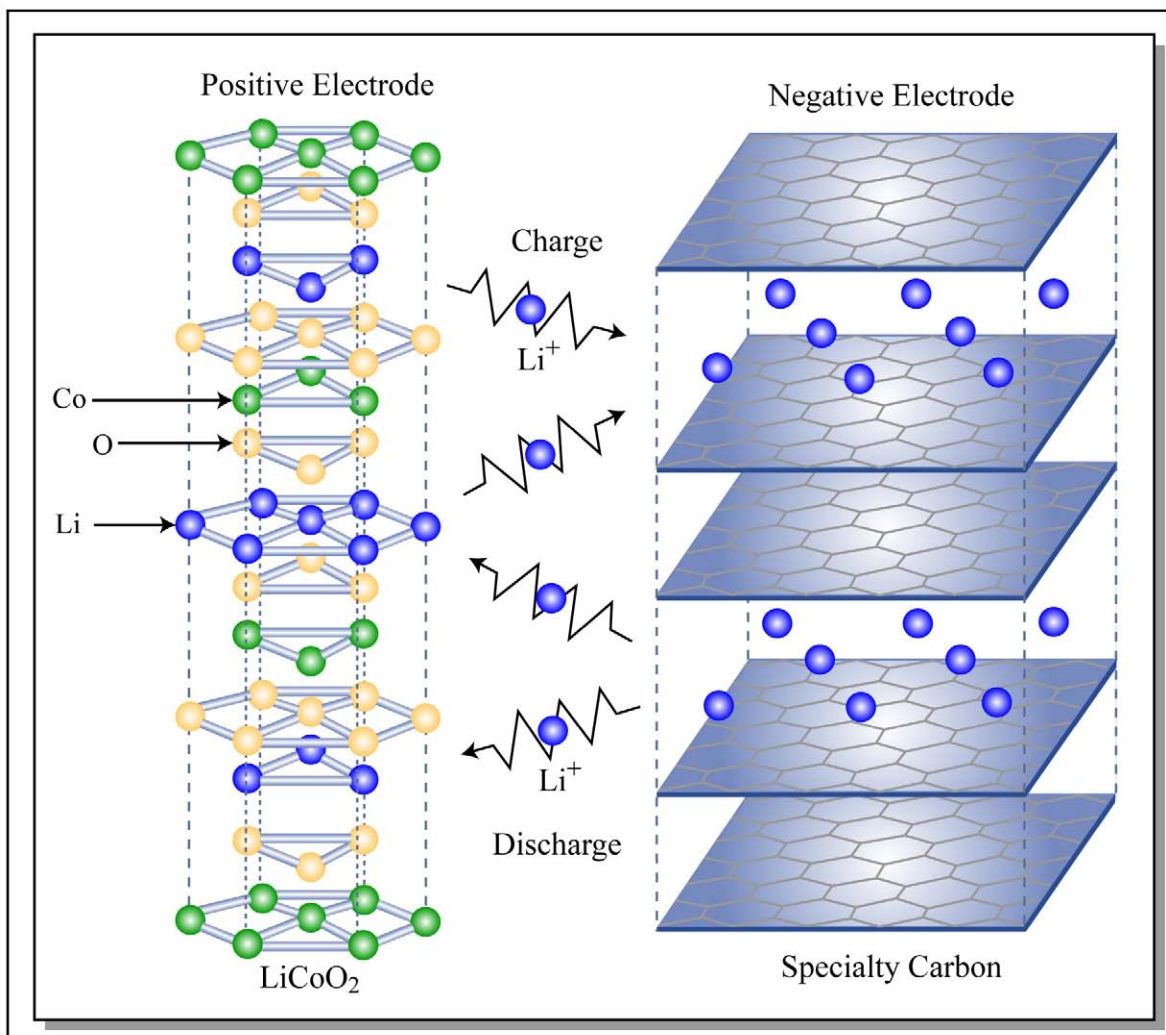 Positive Electrode
Negative Electrode
Charge
Li⁺
Co
O
Li
Li⁺
Discharge
LiCoO₂
Specialty Carbon